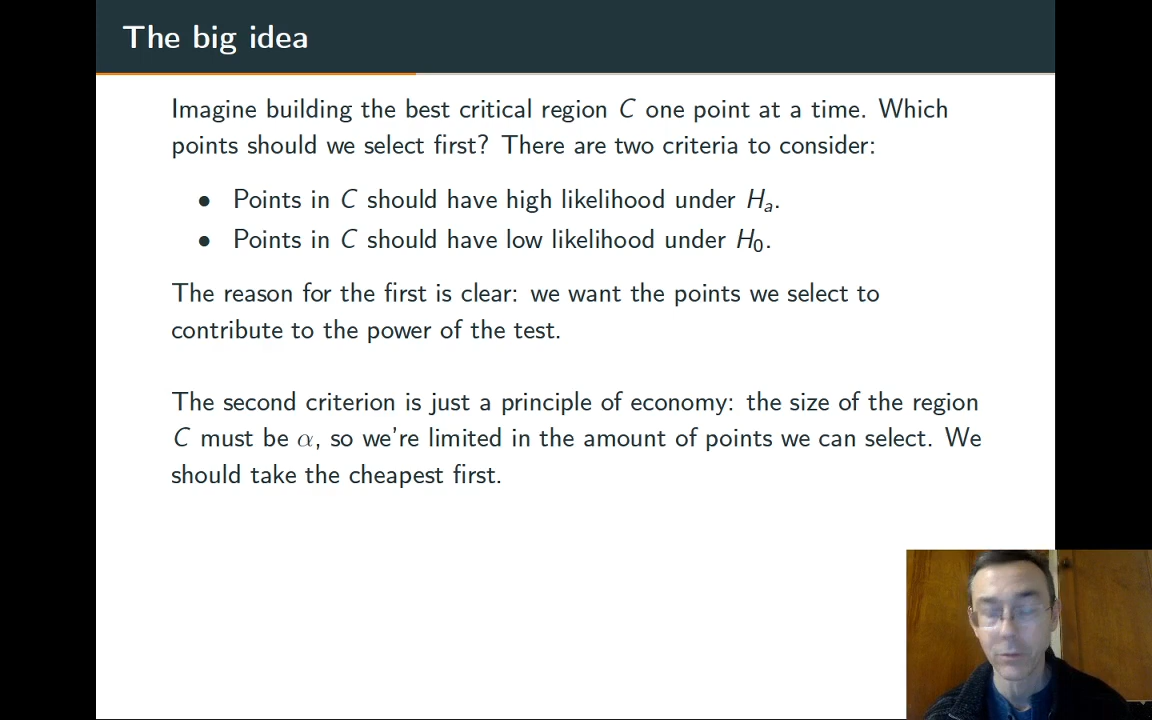 The big idea
Imagine building the best critical region C one point at a time. Which
points should we select first? There are two criteria to consider:
• Points in C should have high likelihood under Hₐ.
• Points in C should have low likelihood under H₀.
The reason for the first is clear: we want the points we select to
contribute to the power of the test.
The second criterion is just a principle of economy: the size of the region
C must be α, so we're limited in the amount of points we can select. We
should take the cheapest first.